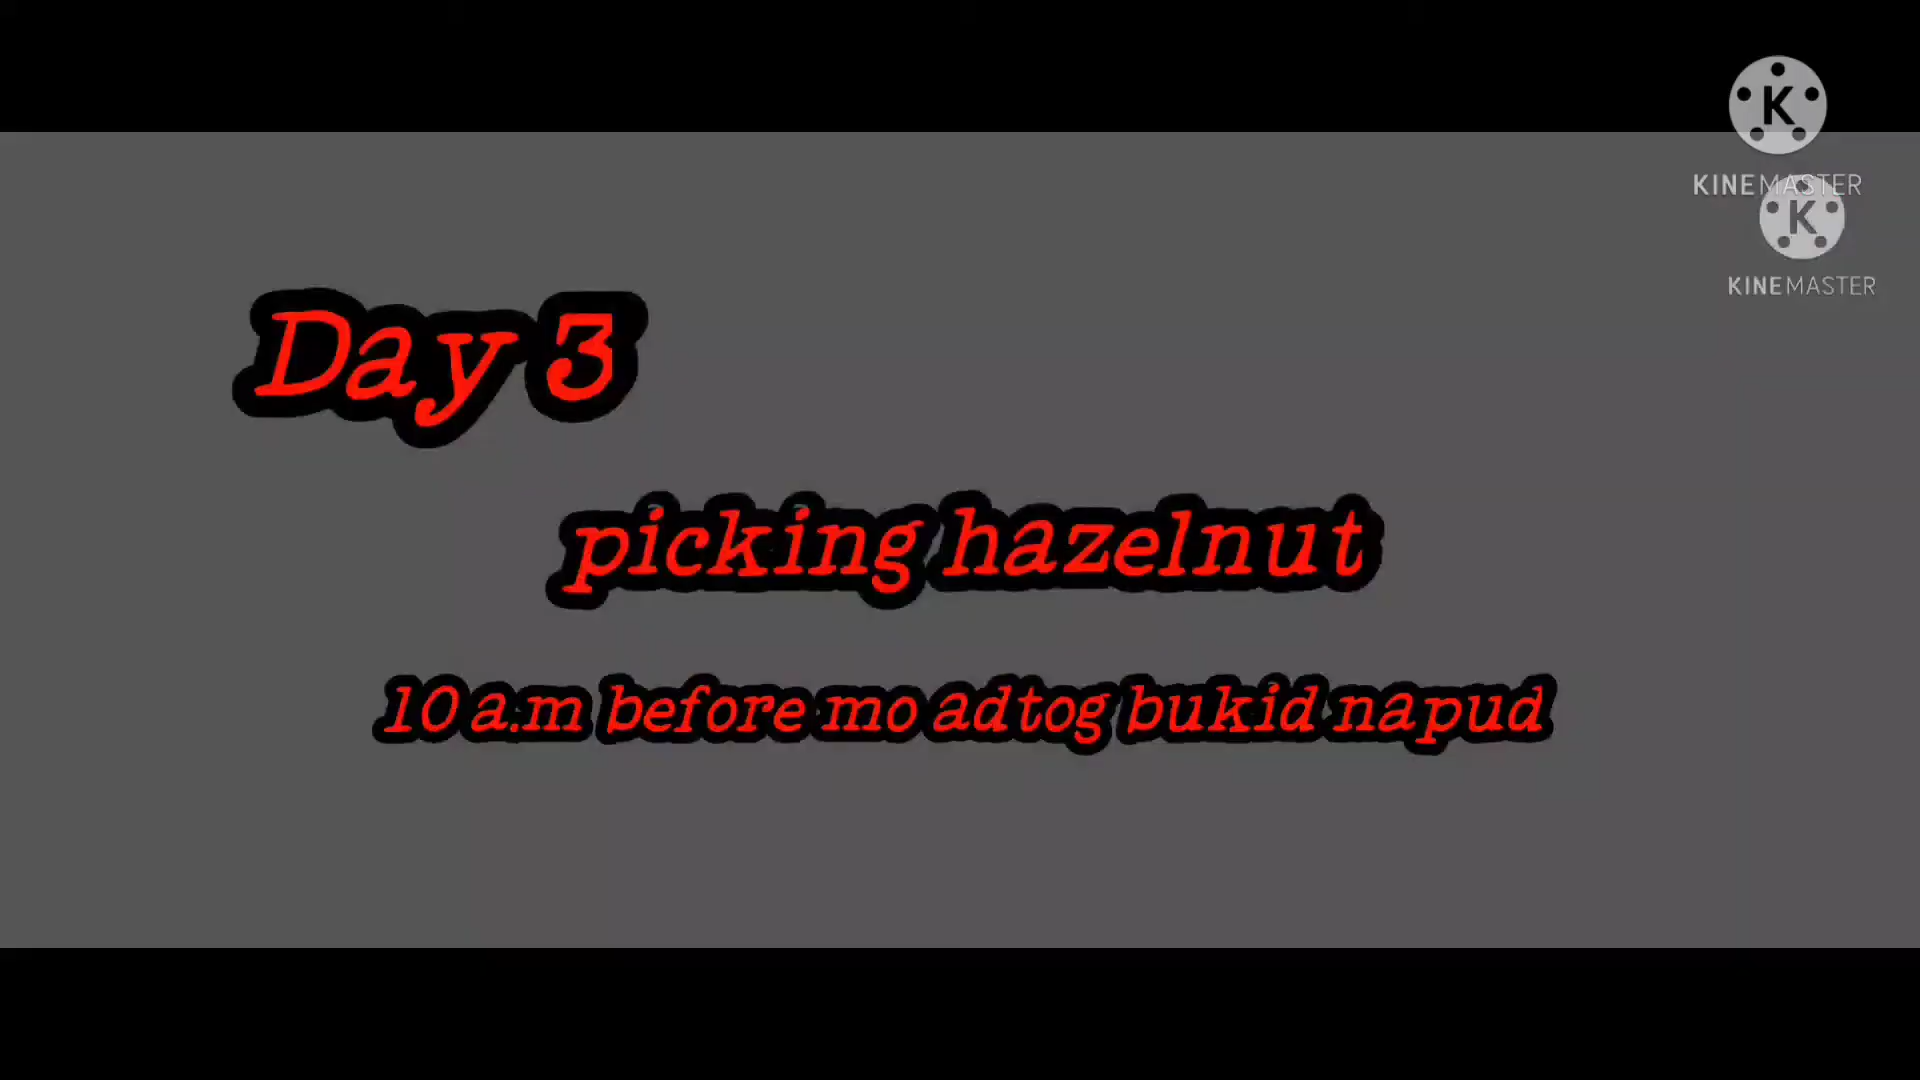 KINEMASTER
KINEMASTER
Day 3
picking hazelnut
10 a.m before mo adtog bukid napud